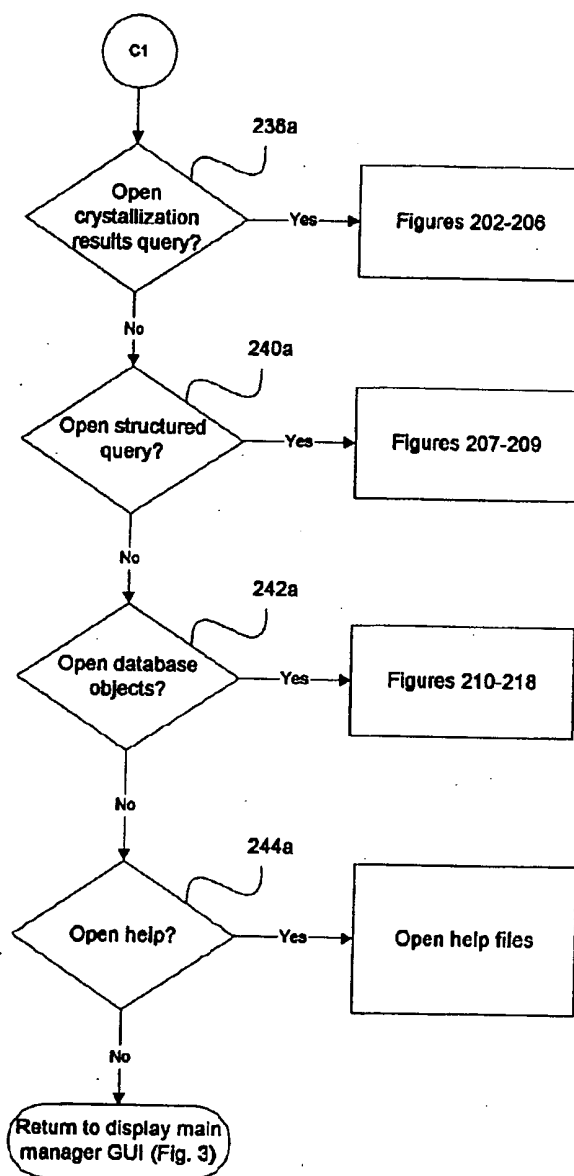 C1
238a
Open
crystallization
results query?
Yes
Figures 202-206
No
240a
Open structured
query?
Yes
Figures 207-209
No
242a
Open database
objects?
Yes
Figures 210-218
No
244a
Open help?
Yes
Open help files
No
Return to display main
manager GUI (Fig. 3)